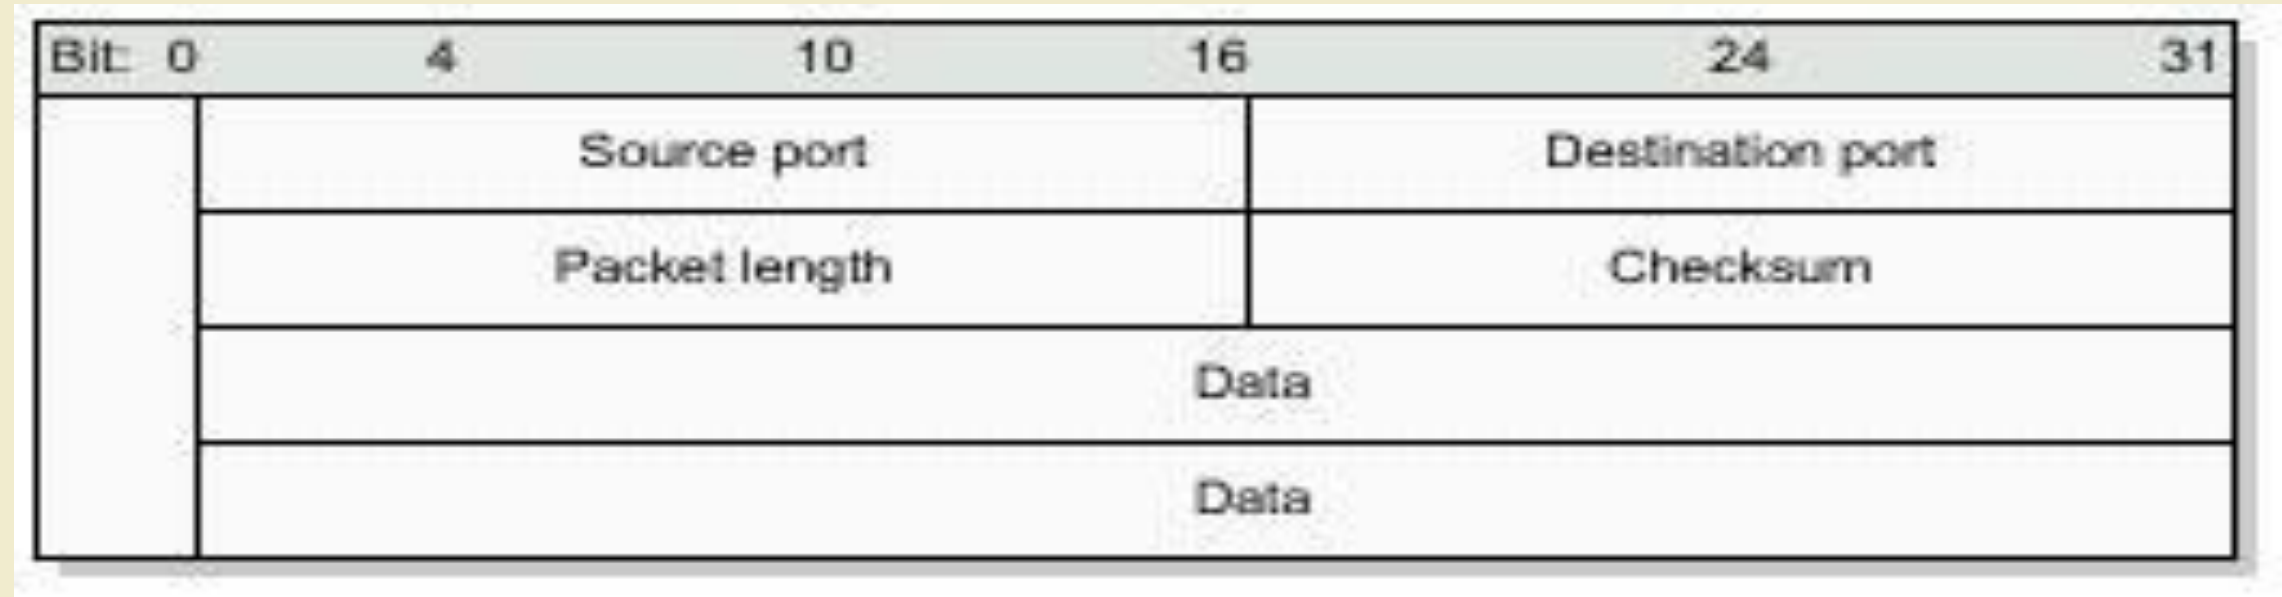 Bit: 0 4 10 16 24 31
Source port Destination port
Packet length Checksum
Data
Data